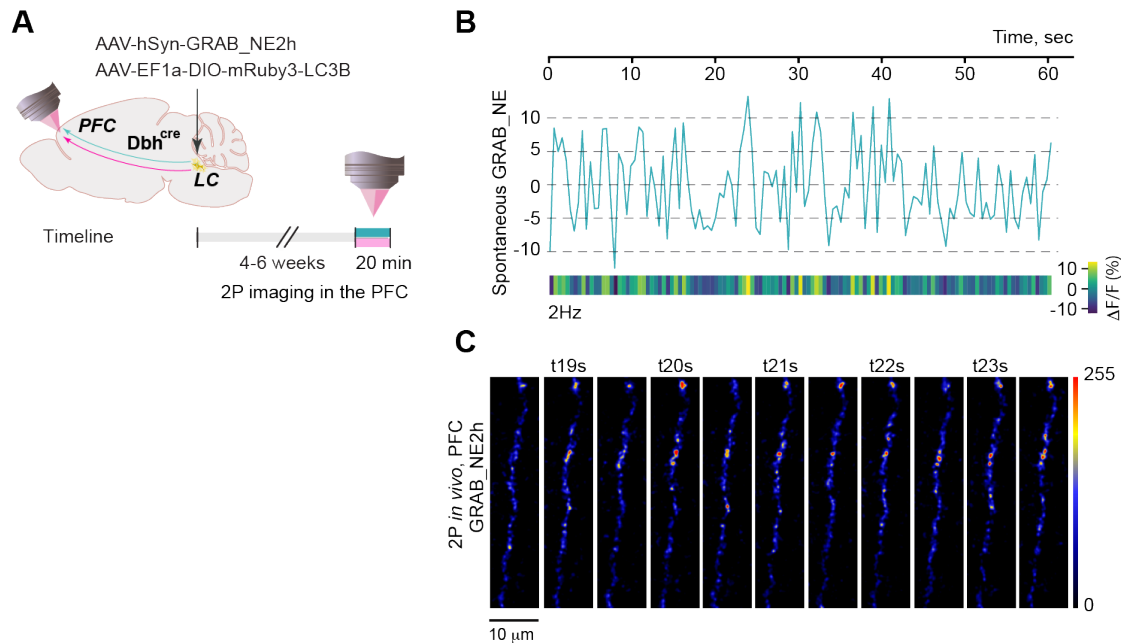 A
AAV-hSyn-GRAB_NE2h
AAV-EF1a-DIO-mRuby3-LC3B
PFC
Dbhcre
LC
Timeline
4-6 weeks
20 min
2P imaging in the PFC
B
Time, sec
0 10 20 30 40 50 60
Spontaneous GRAB_NE
10
5
0
-5
-10
2Hz
10
0
-10
ΔF/F (%)
C
t19s t20s t21s t22s t23s
2P in vivo, PFC
GRAB_NE2h
255
0
10 μm